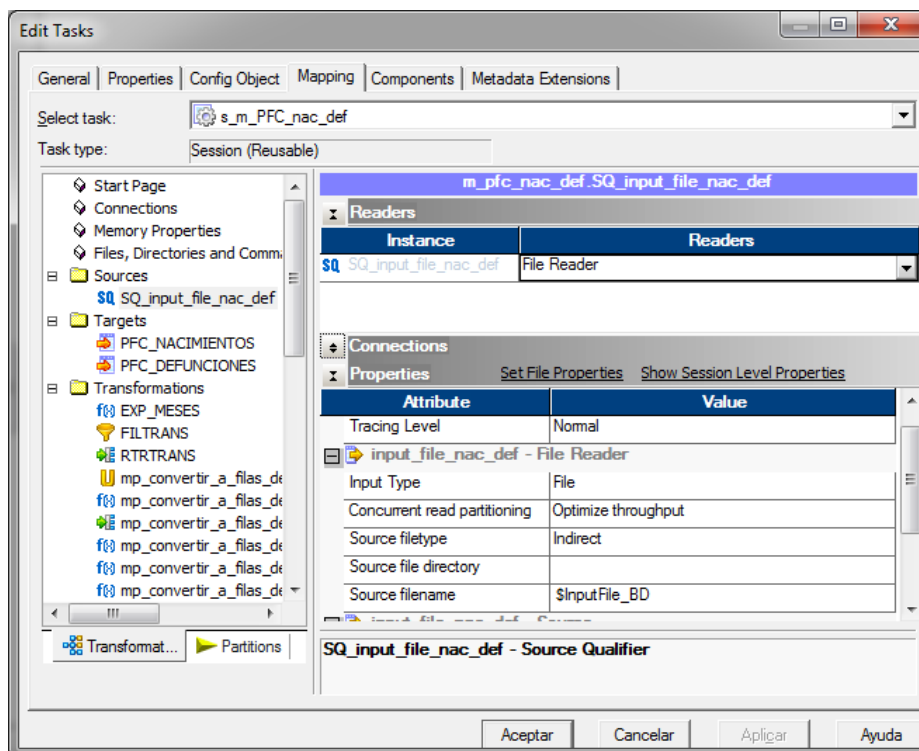 Edit Tasks
General Properties Config Object Mapping Components Metadata Extensions
Select task: s_m_PFC_nac_def
Task type: Session (Reusable)
Start Page
Connections
Memory Properties
Files, Directories and Comma
Sources
SQ SQ_input_file_nac_def
Targets
PFC_NACIMIENTOS
PFC_DEFUNCIONES
Transformations
f(x) EXP_MESES
FILTRANS
RTRTRANS
mp_convertir_a_filas_de
f(x) mp_convertir_a_filas_de
mp_convertir_a_filas_de
f(x) mp_convertir_a_filas_de
f(x) mp_convertir_a_filas_de
f(x) mp_convertir_a_filas_de
Transformat... Partitions
m_pfc_nac_def.SQ_input_file_nac_def
Readers
Instance Readers
SQ SQ_input_file_nac_def File Reader
Connections
Properties Set File Properties Show Session Level Properties
Attribute Value
Tracing Level Normal
input_file_nac_def - File Reader
Input Type File
Concurrent read partitioning Optimize throughput
Source filetype Indirect
Source file directory
Source filename $InputFile_BD
SQ_input_file_nac_def - Source Qualifier
Aceptar Cancelar Aplicar Ayuda